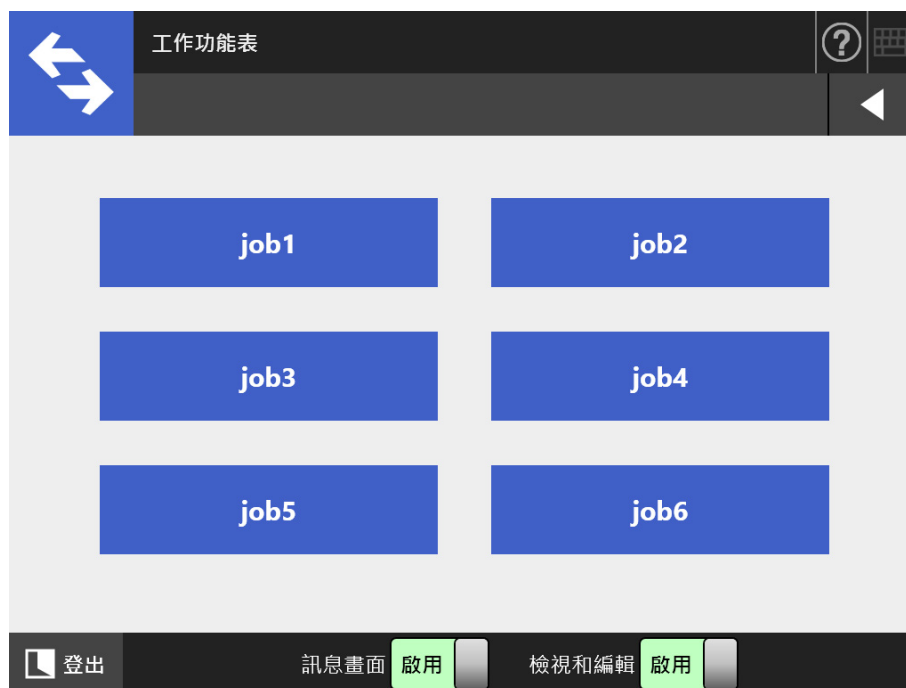 工作功能表
?
job1
job2
job3
job4
job5
job6
登出
訊息畫面 啟用
檢視和編輯 啟用